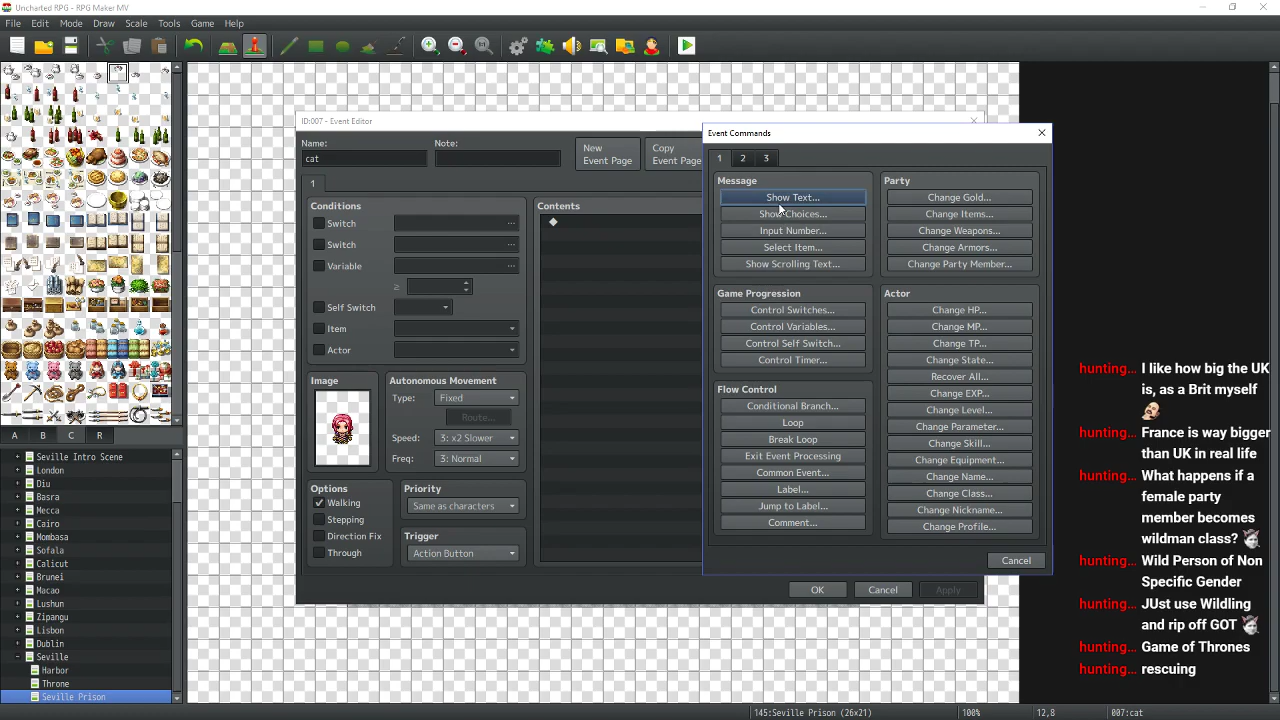 Uncharted RPG - RPG Maker MV
File Edit Mode Draw Scale Tools Game Help
ID:007 - Event Editor
Name:
cat
Note:
New
Event Page
Copy
Event Page
1
Conditions
Switch
Switch
Variable
≥
Self Switch
Item
Actor
Image
Autonomous Movement
Type: Fixed
Route...
Speed: 3: x2 Slower
Freq: 3: Normal
Options
Walking
Stepping
Direction Fix
Through
Priority
Same as characters
Trigger
Action Button
Contents
OK Cancel Apply
Event Commands
1 2 3
Message
Show Text...
Show Choices...
Input Number...
Select Item...
Show Scrolling Text...
Game Progression
Control Switches...
Control Variables...
Control Self Switch...
Control Timer...
Flow Control
Conditional Branch...
Loop
Break Loop
Exit Event Processing
Common Event...
Label...
Jump to Label...
Comment...
Party
Change Gold...
Change Items...
Change Weapons...
Change Armors...
Change Party Member...
Actor
Change HP...
Change MP...
Change TP...
Change State...
Recover All...
Change EXP...
Change Level...
Change Parameter...
Change Skill...
Change Equipment...
Change Name...
Change Class...
Change Nickname...
Change Profile...
Cancel
A B C R
Seville Intro Scene
London
Diu
Basra
Mecca
Cairo
Mombasa
Sofala
Calicut
Brunei
Macao
Lushun
Zipangu
Lisbon
Dublin
Seville
Harbor
Throne
Seville Prison
hunting... I like how big the UK
is, as a Brit myself
hunting... France is way bigger
than UK in real life
hunting... What happens if a
female party
member becomes
wildman class?
hunting... Wild Person of Non
Specific Gender
hunting... JUst use Wildling
and rip off GOT
hunting... Game of Thrones
hunting... rescuing
145:Seville Prison (26x21) 100% 12,8 007:cat